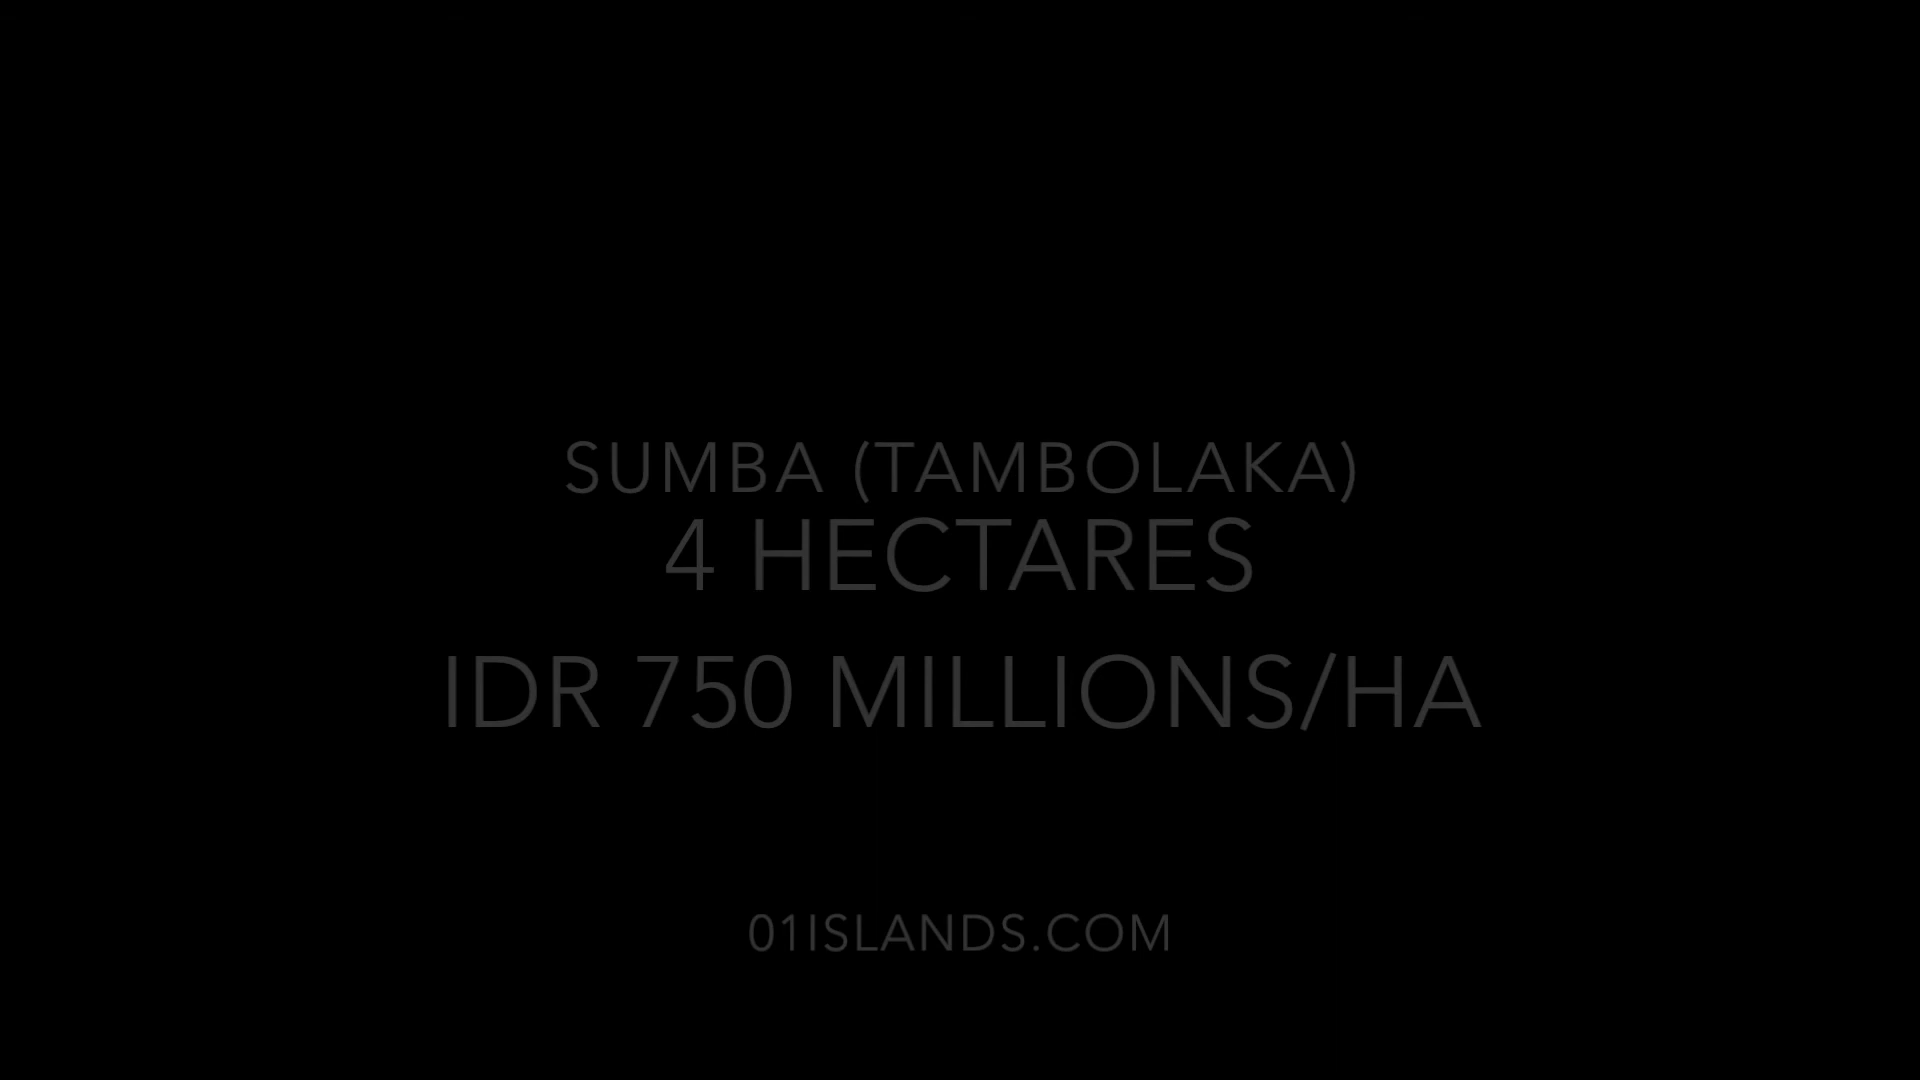 SUMBA (TAMBOLAKA)
4 HECTARES
IDR 750 MILLIONS/HA
01ISLANDS.COM